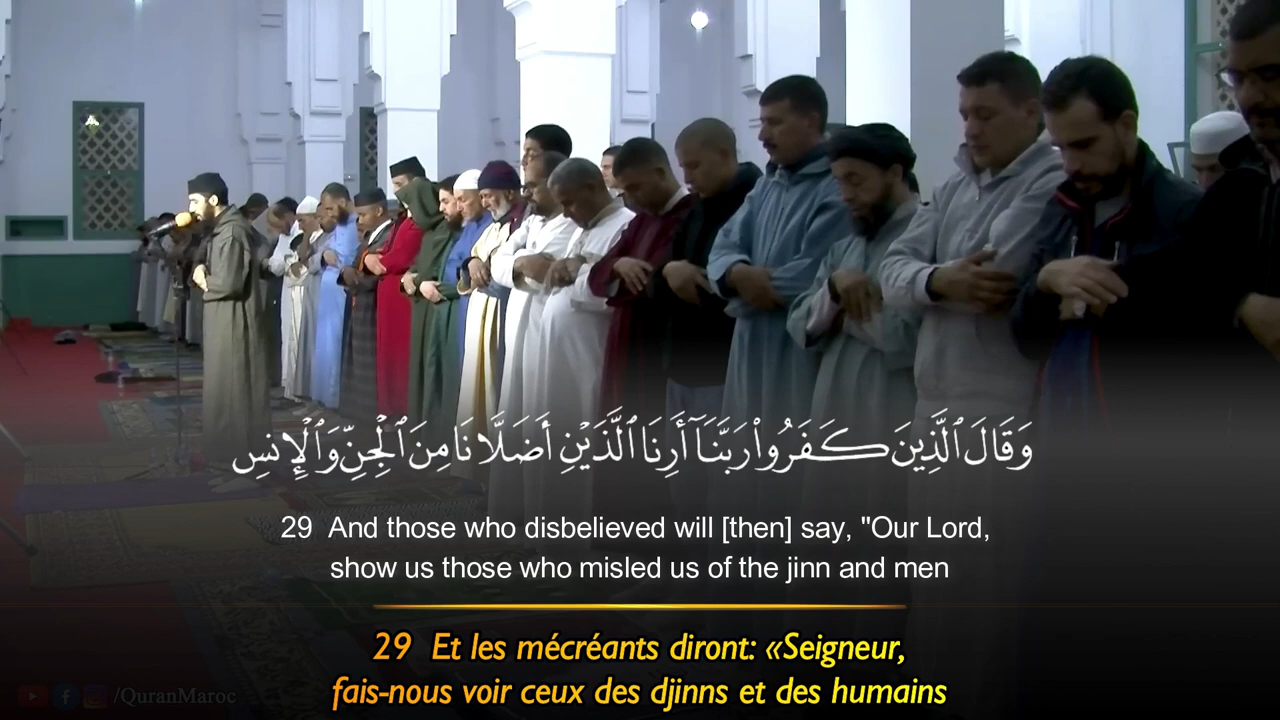 وَقَالَ ٱلَّذِينَ كَفَرُواْ رَبَّنَآ أَرِنَا ٱلَّذَيۡنِ أَضَلَّانَا مِنَ ٱلۡجِنِّ وَٱلۡإِنسِ
29 And those who disbelieved will [then] say, "Our Lord,
show us those who misled us of the jinn and men
29 Et les mécréants diront: «Seigneur,
fais-nous voir ceux des djinns et des humains
/QuranMaroc